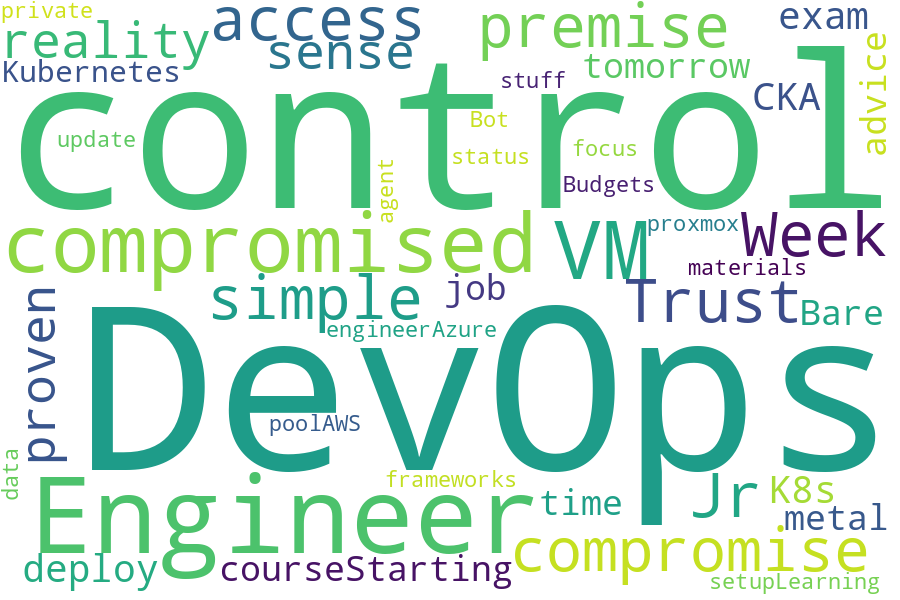 private
access
premise
exam
reality
sense
tomorrow
advice
Kubernetes
stuff
CKA
control
update
Bot
status
focus
agent
Budgets
compromised
VM
proxmox
Week
materials
simple
job
Trust
Bare
proven
engineerAzure
DevOps
poolAWS
data
frameworks
Engineer
time
Jr
K8s
metal
compromise
deploy
courseStarting
setupLearning